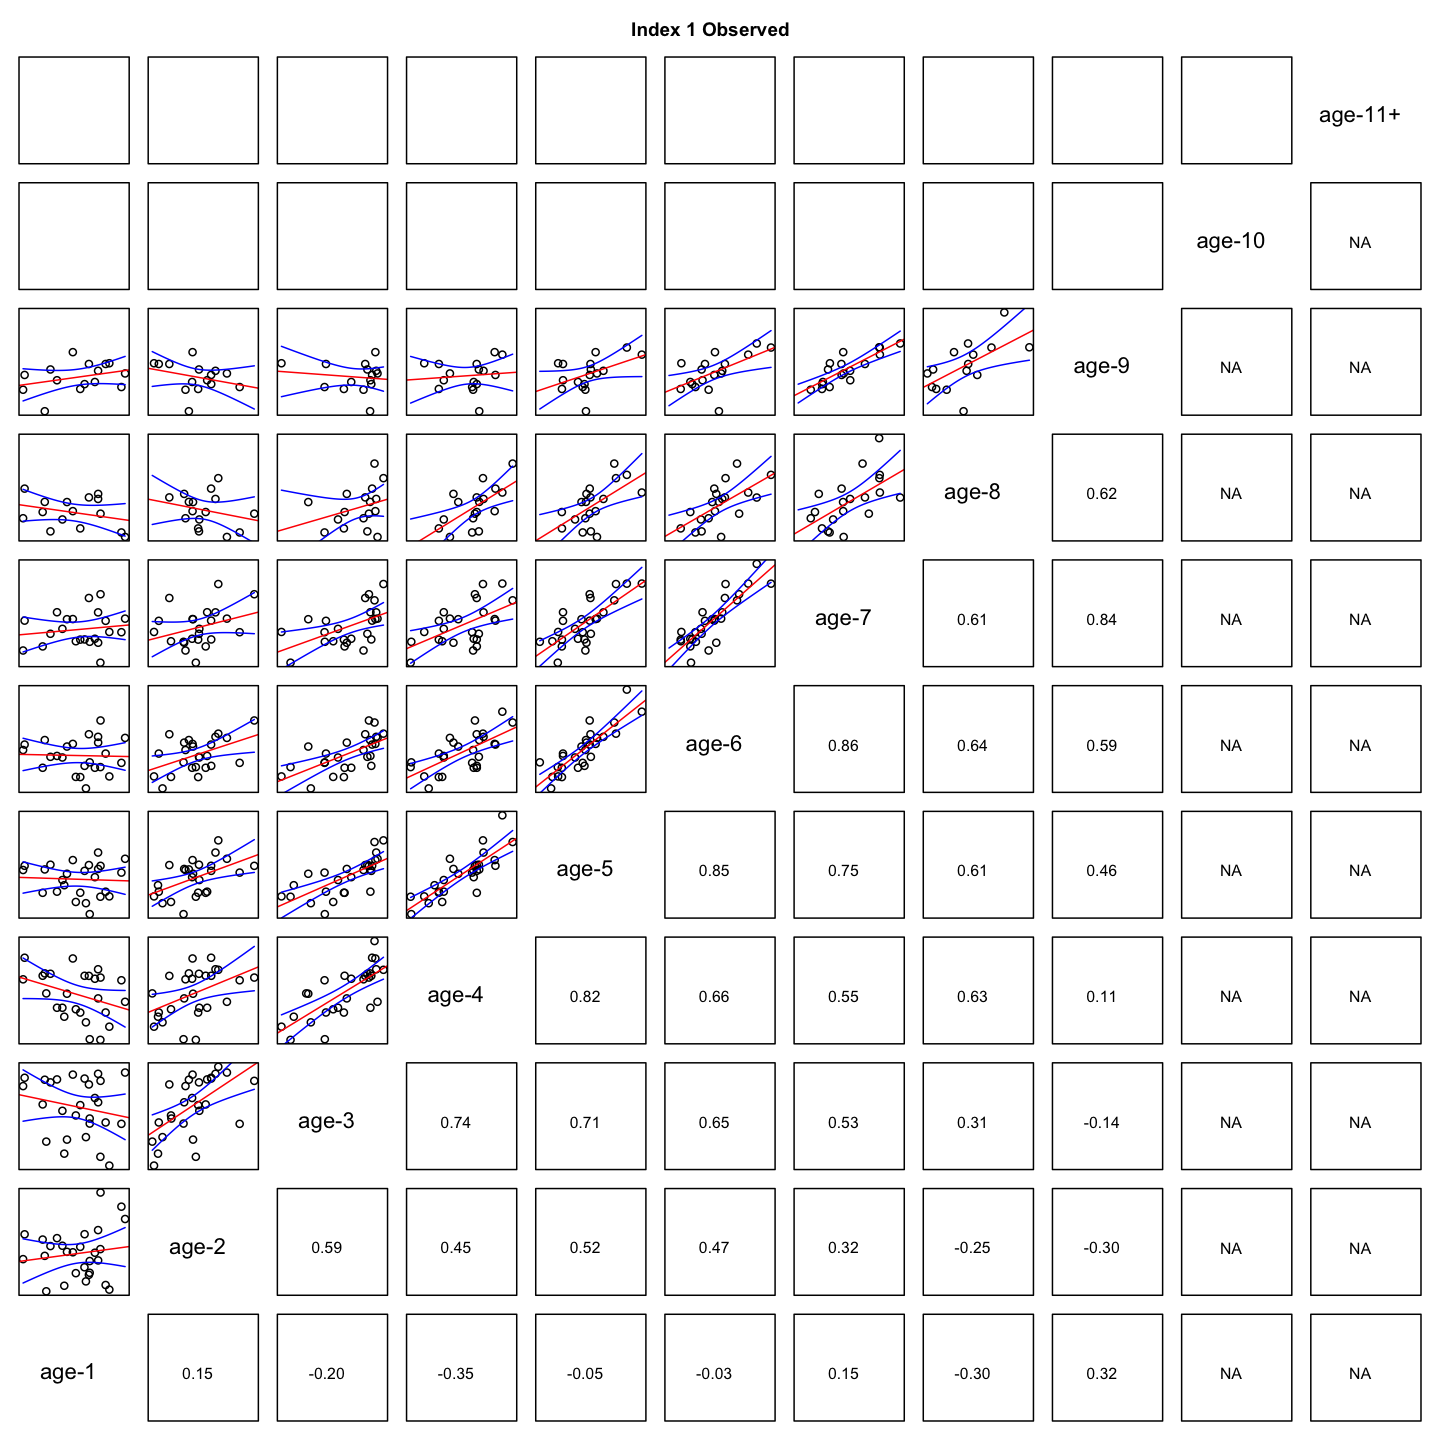 Index 1 Observed
age-11+
age-10 NA
age-9 NA NA
age-8 0.62 NA NA
age-7 0.61 0.84 NA NA
age-6 0.86 0.64 0.59 NA NA
age-5 0.85 0.75 0.61 0.46 NA NA
age-4 0.82 0.66 0.55 0.63 0.11 NA NA
age-3 0.74 0.71 0.65 0.53 0.31 -0.14 NA NA
age-2 0.59 0.45 0.52 0.47 0.32 -0.25 -0.30 NA NA
age-1 0.15 -0.20 -0.35 -0.05 -0.03 0.15 -0.30 0.32 NA NA